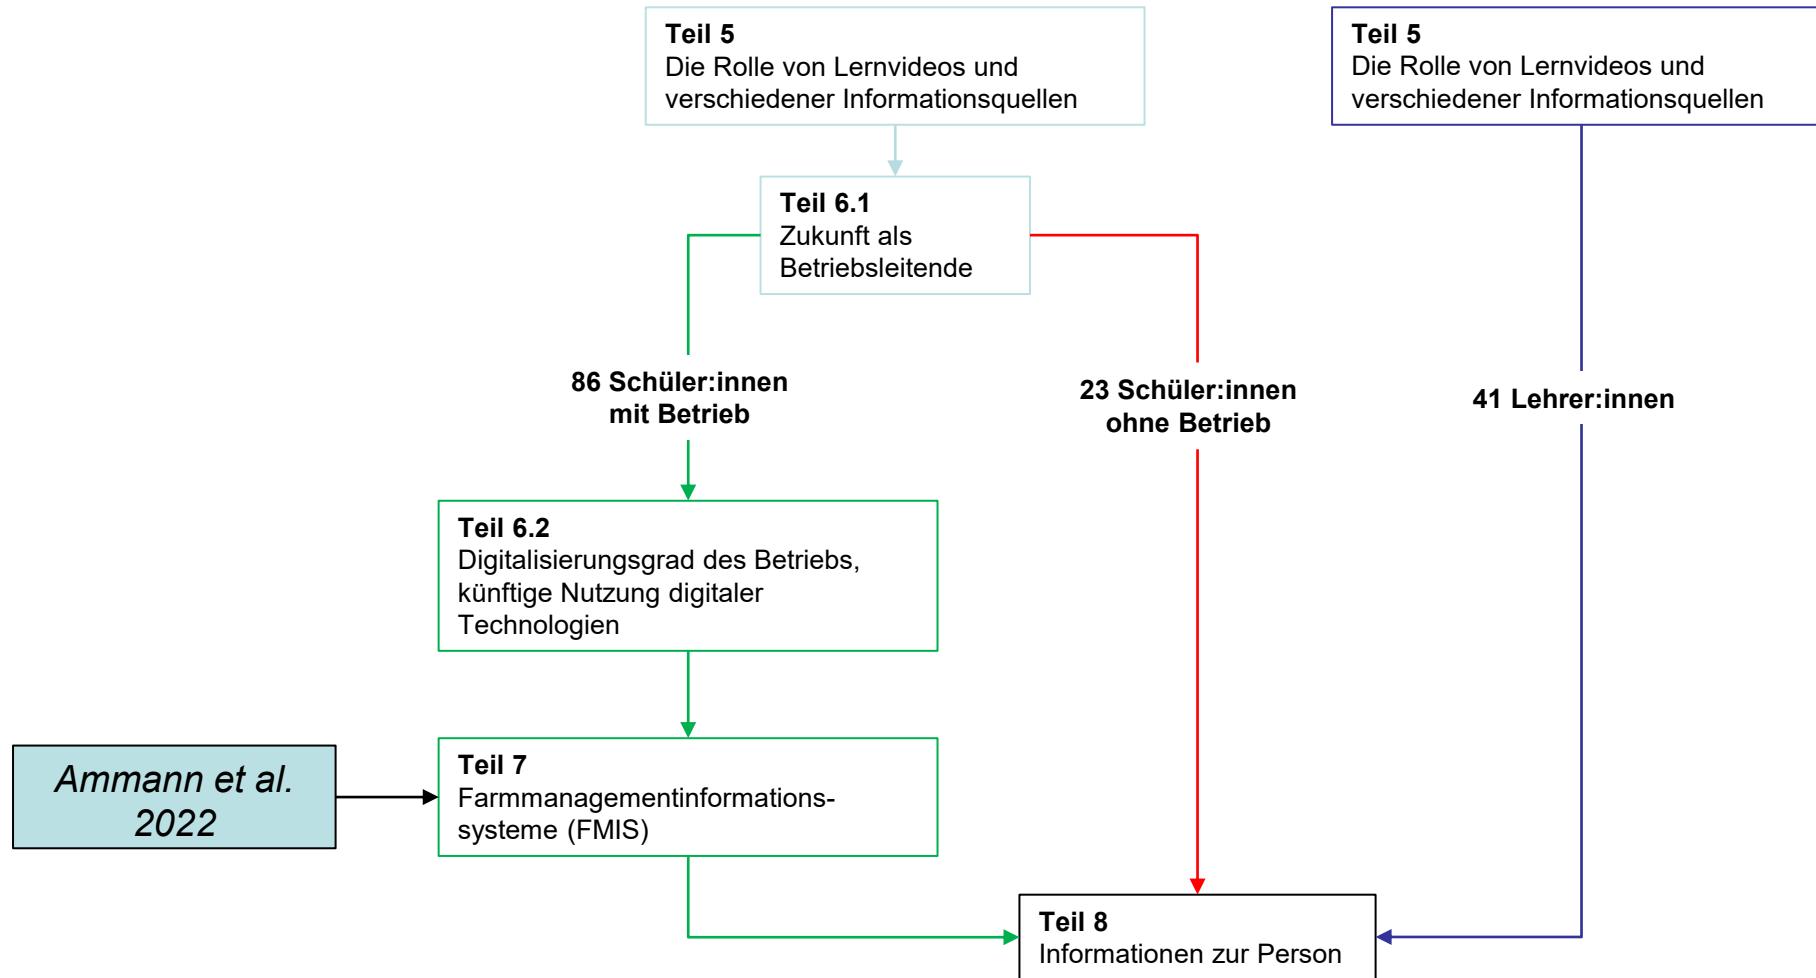 Teil 5
Die Rolle von Lernvideos und
verschiedener Informationsquellen
Teil 5
Die Rolle von Lernvideos und
verschiedener Informationsquellen
Teil 6.1
Zukunft als
Betriebsleitende
86 Schüler:innen
mit Betrieb
23 Schüler:innen
ohne Betrieb
41 Lehrer:innen
Teil 6.2
Digitalisierungsgrad des Betriebs,
künftige Nutzung digitaler
Technologien
Ammann et al.
2022
Teil 7
Farmmanagementinformations-
systeme (FMIS)
Teil 8
Informationen zur Person